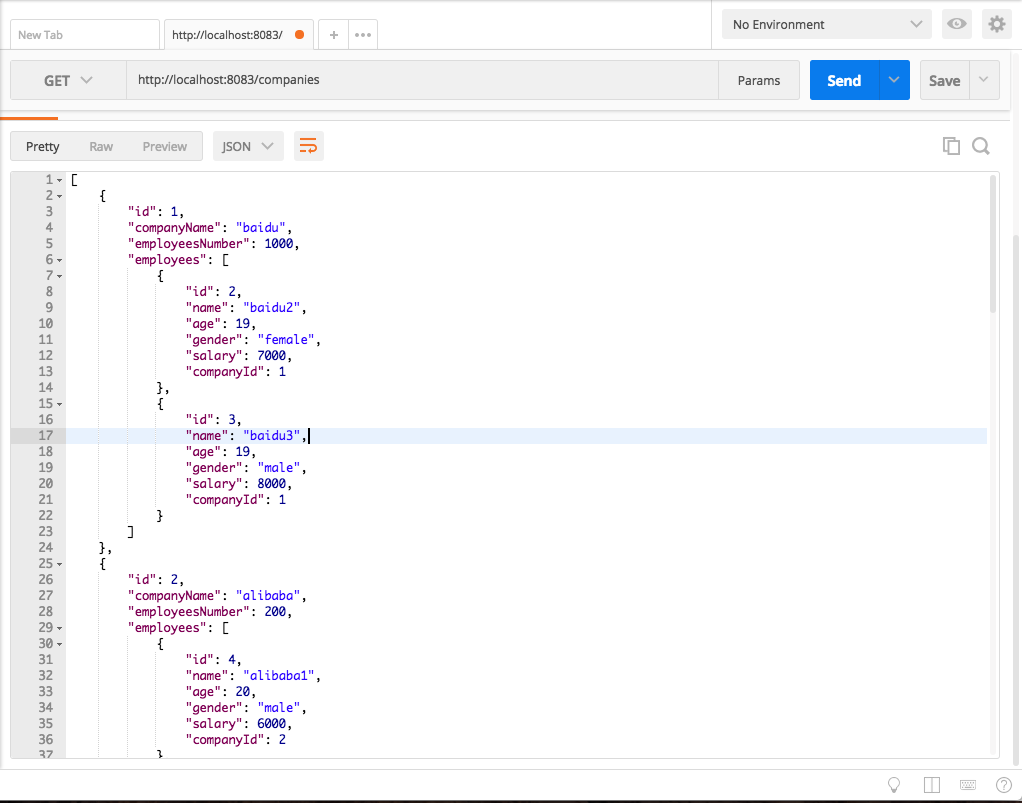 New Tab
http://localhost:8083/
No Environment
GET
http://localhost:8083/companies
Params
Send
Save
Pretty
Raw
Preview
JSON
1 [
2 {
3 "id": 1,
4 "companyName": "baidu",
5 "employeesNumber": 1000,
6 "employees": [
7 {
8 "id": 2,
9 "name": "baidu2",
10 "age": 19,
11 "gender": "female",
12 "salary": 7000,
13 "companyId": 1
14 },
15 {
16 "id": 3,
17 "name": "baidu3",
18 "age": 19,
19 "gender": "male",
20 "salary": 8000,
21 "companyId": 1
22 }
23 ]
24 },
25 {
26 "id": 2,
27 "companyName": "alibaba",
28 "employeesNumber": 200,
29 "employees": [
30 {
31 "id": 4,
32 "name": "alibaba1",
33 "age": 20,
34 "gender": "male",
35 "salary": 6000,
36 "companyId": 2
37 }